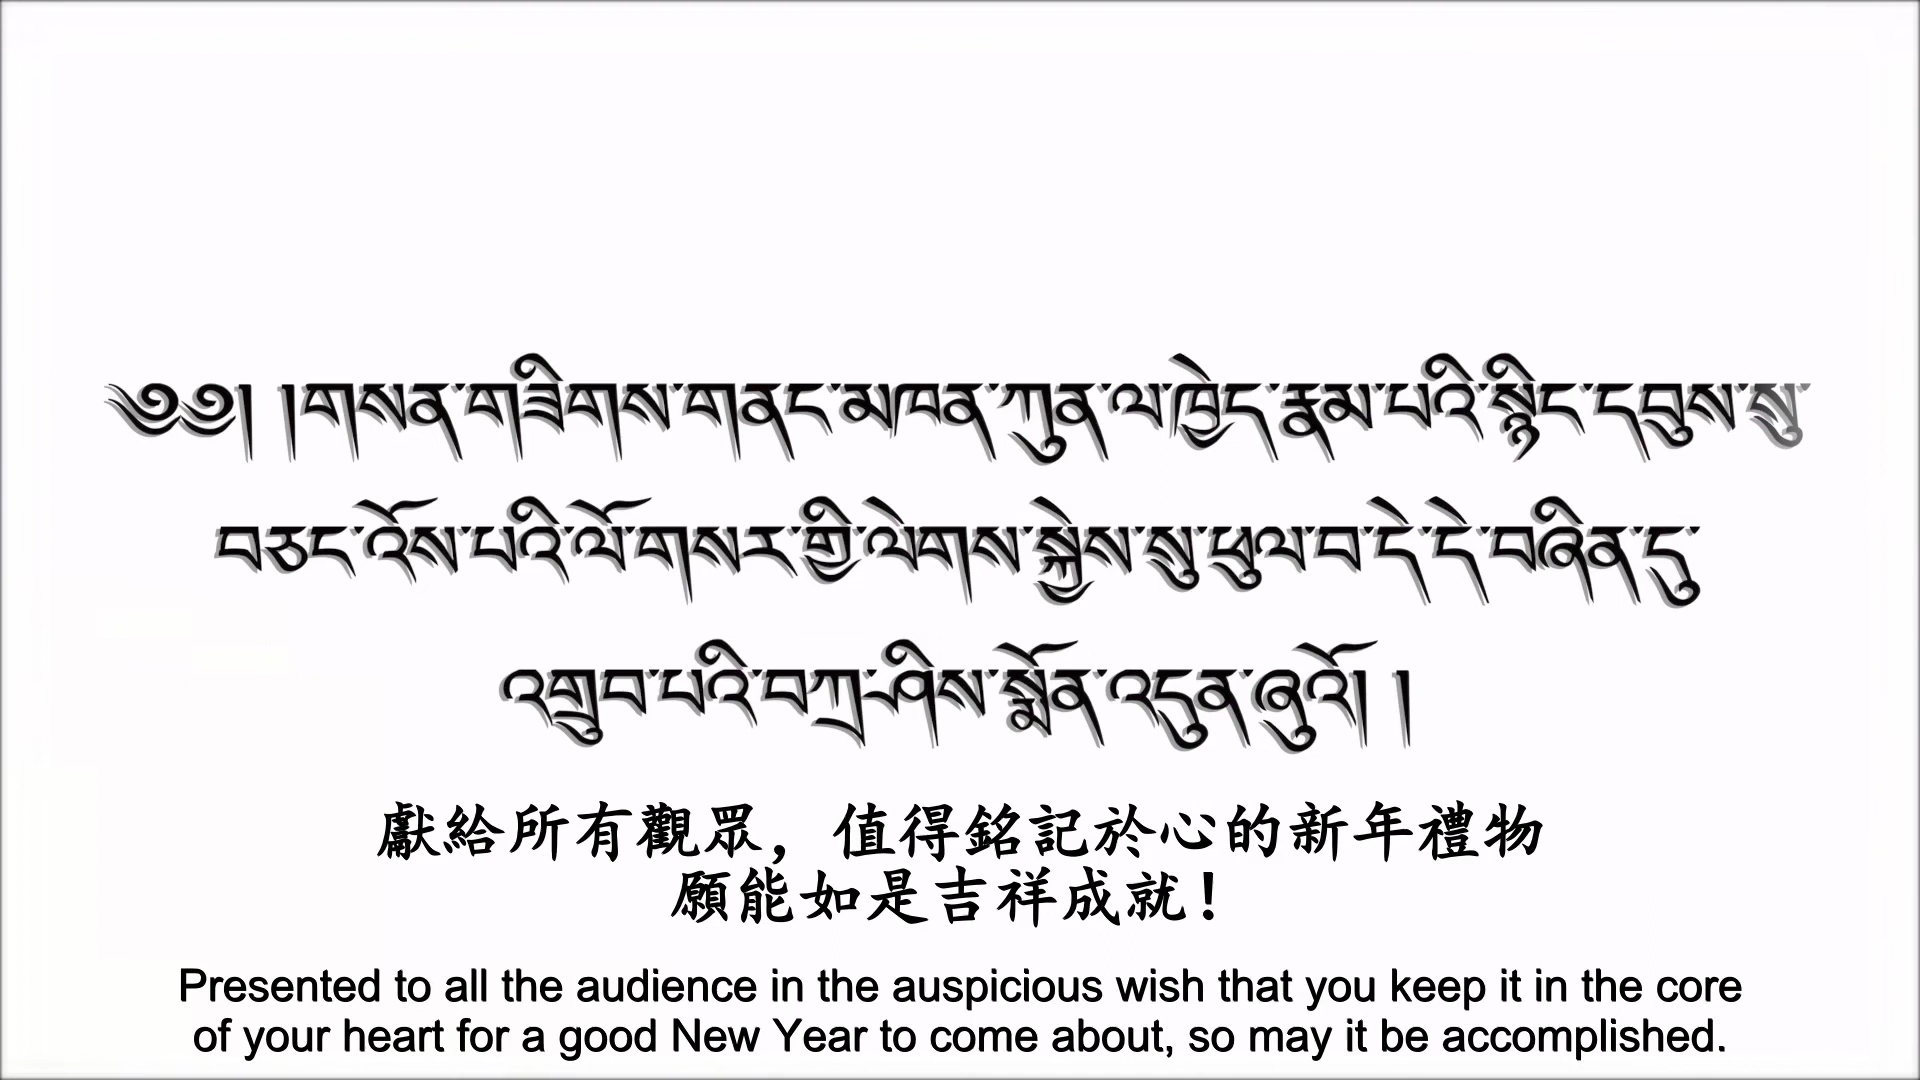 ༄༅། །གསན་གཟིགས་གནང་མཁན་ཀུན་ལ་ཁྱེད་རྣམ་པའི་སྙིང་དབུས་སུ་
བཅང་འོས་པའི་ལོ་གསར་གྱི་ལེགས་སྐྱེས་སུ་ཕུལ་བ་དེ་དེ་བཞིན་དུ་
འགྲུབ་པའི་བཀྲ་ཤིས་སྨོན་འདུན་ཞུའོ། །
獻給所有觀眾，值得銘記於心的新年禮物
願能如是吉祥成就！
Presented to all the audience in the auspicious wish that you keep it in the core
of your heart for a good New Year to come about, so may it be accomplished.